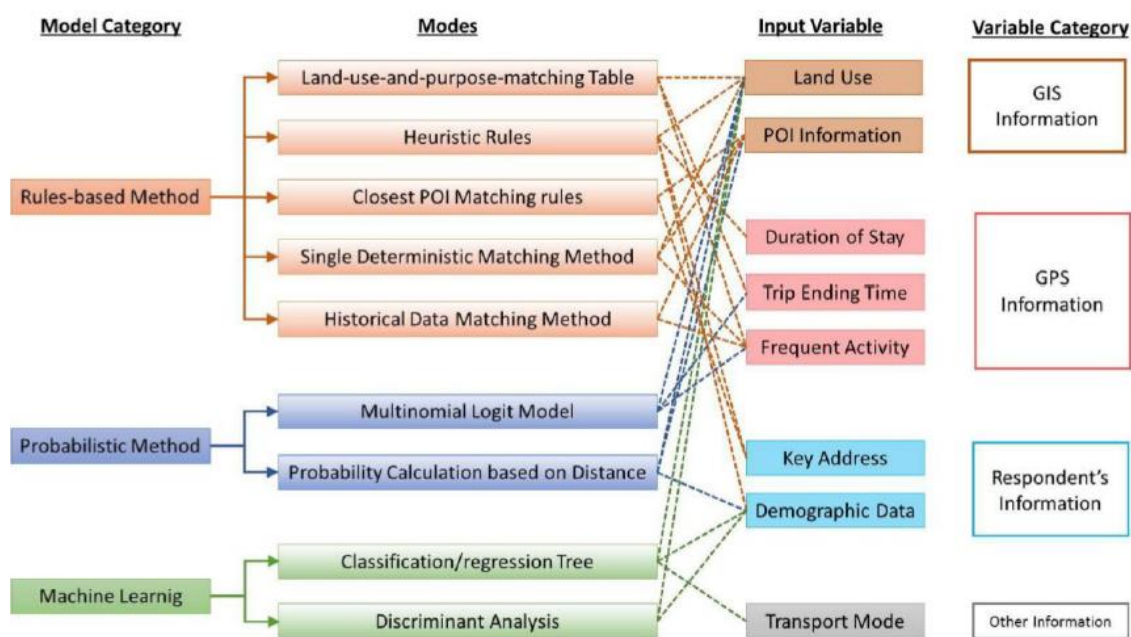 Model Category
Modes
Input Variable
Variable Category
Rules-based Method
Land-use-and-purpose-matching Table
Heuristic Rules
Closest POI Matching rules
Single Deterministic Matching Method
Historical Data Matching Method
Probabilistic Method
Multinomial Logit Model
Probability Calculation based on Distance
Machine Learnig
Classification/regression Tree
Discriminant Analysis
Land Use
POI Information
Duration of Stay
Trip Ending Time
Frequent Activity
Key Address
Demographic Data
Transport Mode
GIS
Information
GPS
Information
Respondent's
Information
Other Information